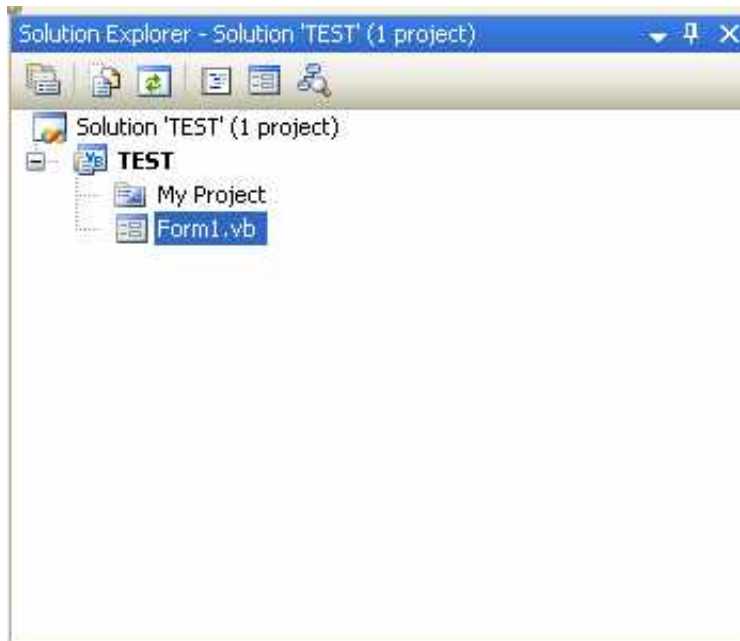 Solution Explorer - Solution 'TEST' (1 project)
Solution 'TEST' (1 project)
TEST
My Project
Form1.vb